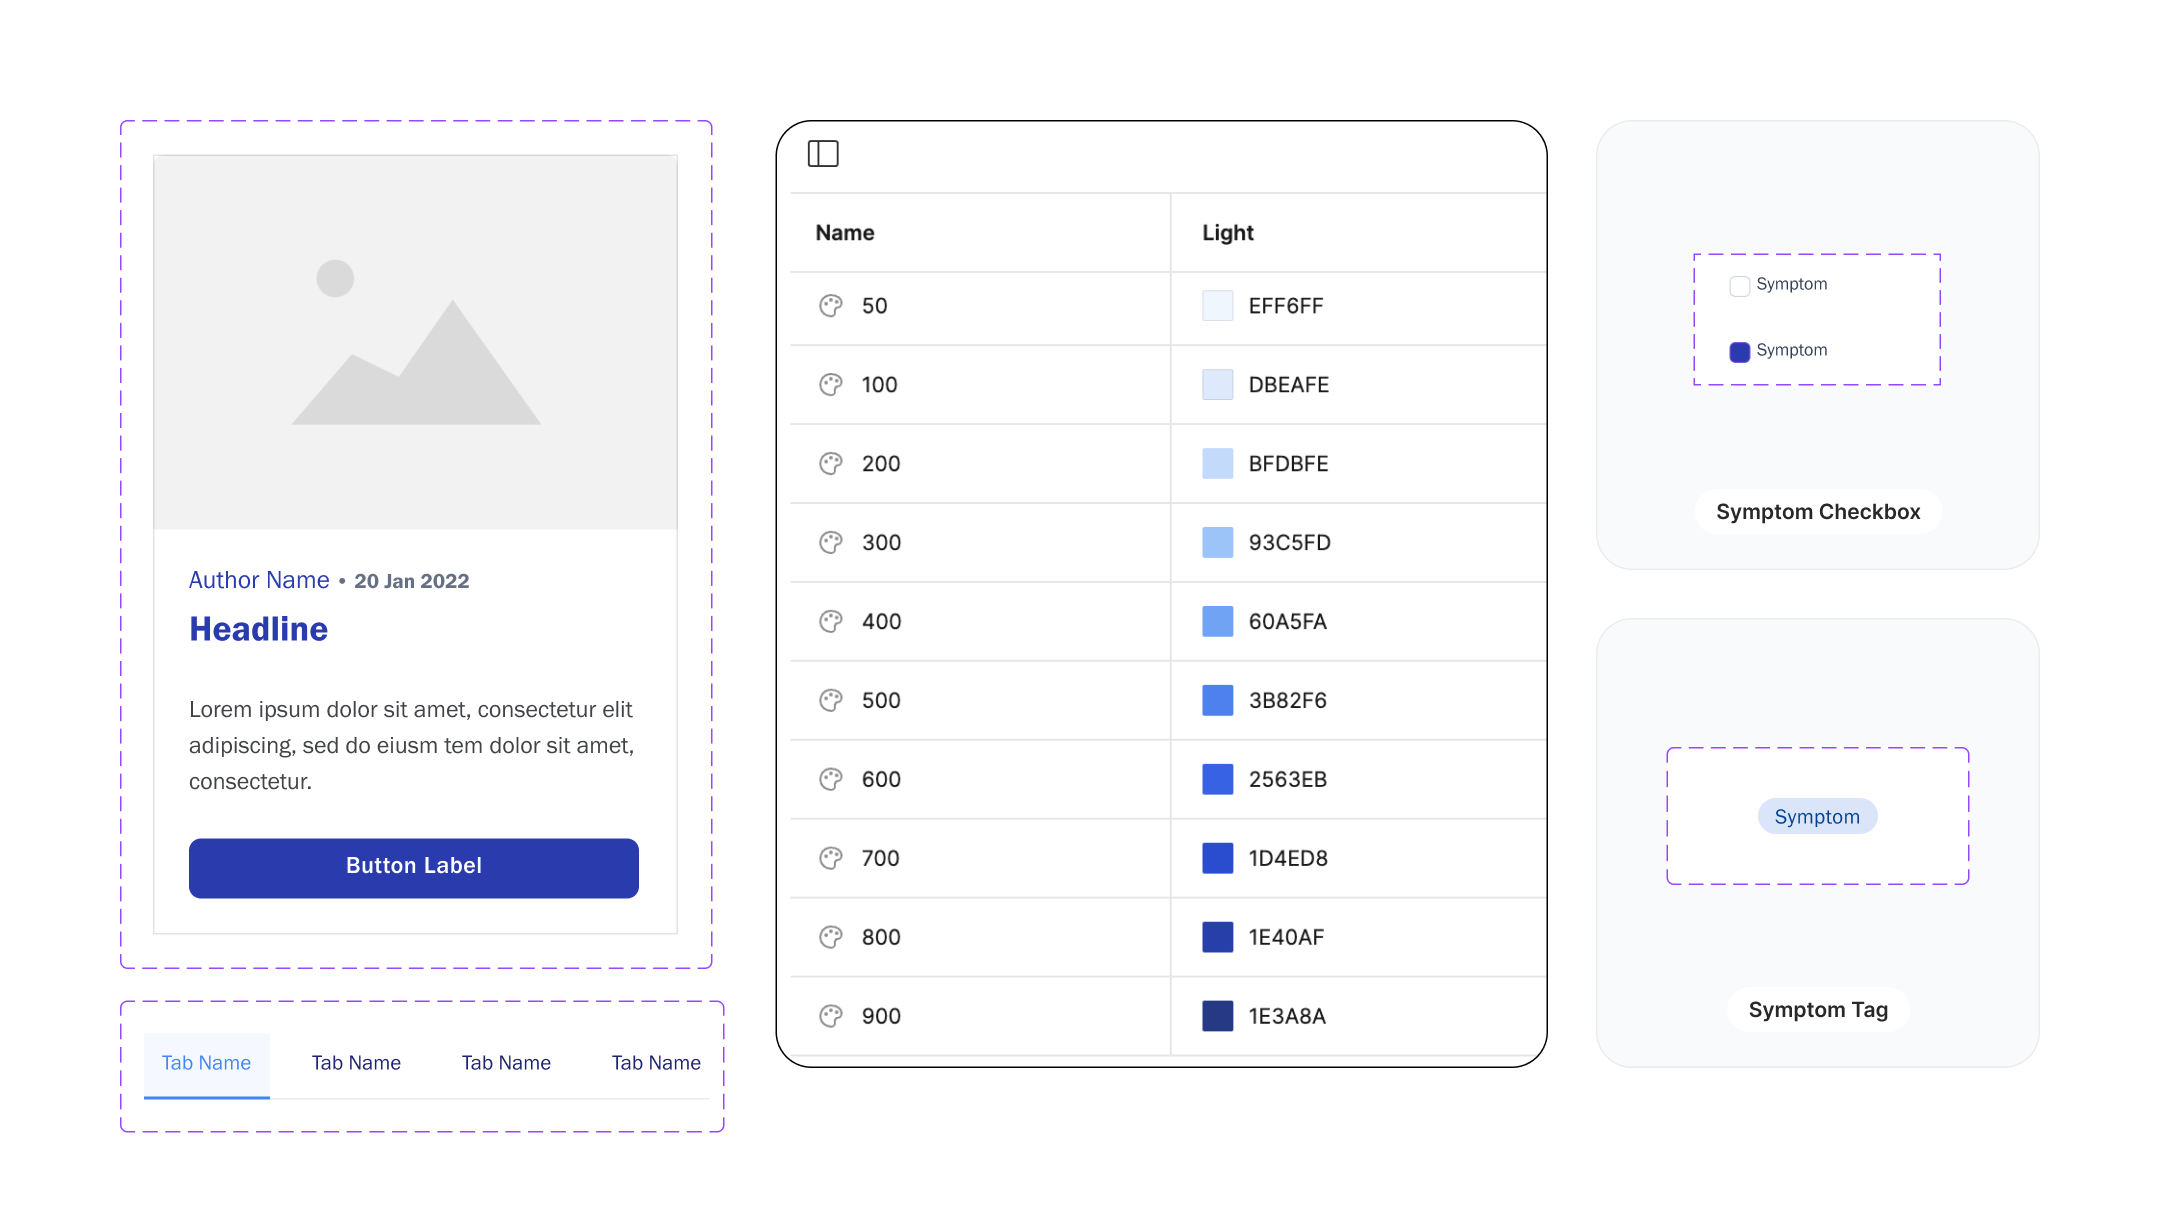 Author Name • 20 Jan 2022
Headline
Lorem ipsum dolor sit amet, consectetur elit
adipiscing, sed do eiusm tem dolor sit amet,
consectetur.
Button Label
Tab Name Tab Name Tab Name Tab Name
Name Light
50 EFF6FF
100 DBEAFE
200 BFDBFE
300 93C5FD
400 60A5FA
500 3B82F6
600 2563EB
700 1D4ED8
800 1E40AF
900 1E3A8A
Symptom
Symptom
Symptom Checkbox
Symptom
Symptom Tag